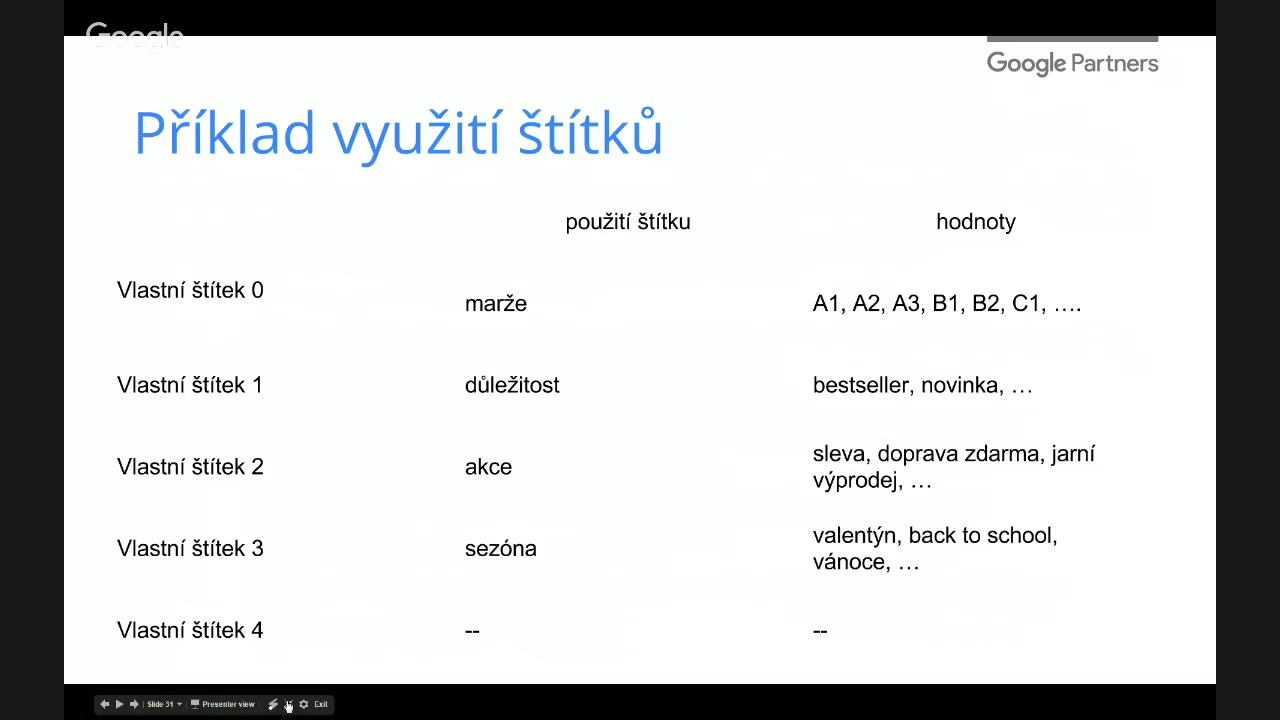 Google
Google Partners
Příklad využití štítků
použití štítku hodnoty
Vlastní štítek 0 marže A1, A2, A3, B1, B2, C1, ….
Vlastní štítek 1 důležitost bestseller, novinka, …
Vlastní štítek 2 akce sleva, doprava zdarma, jarní
výprodej, …
Vlastní štítek 3 sezóna valentýn, back to school,
vánoce, …
Vlastní štítek 4 -- --
Slide 31 Presenter view Exit